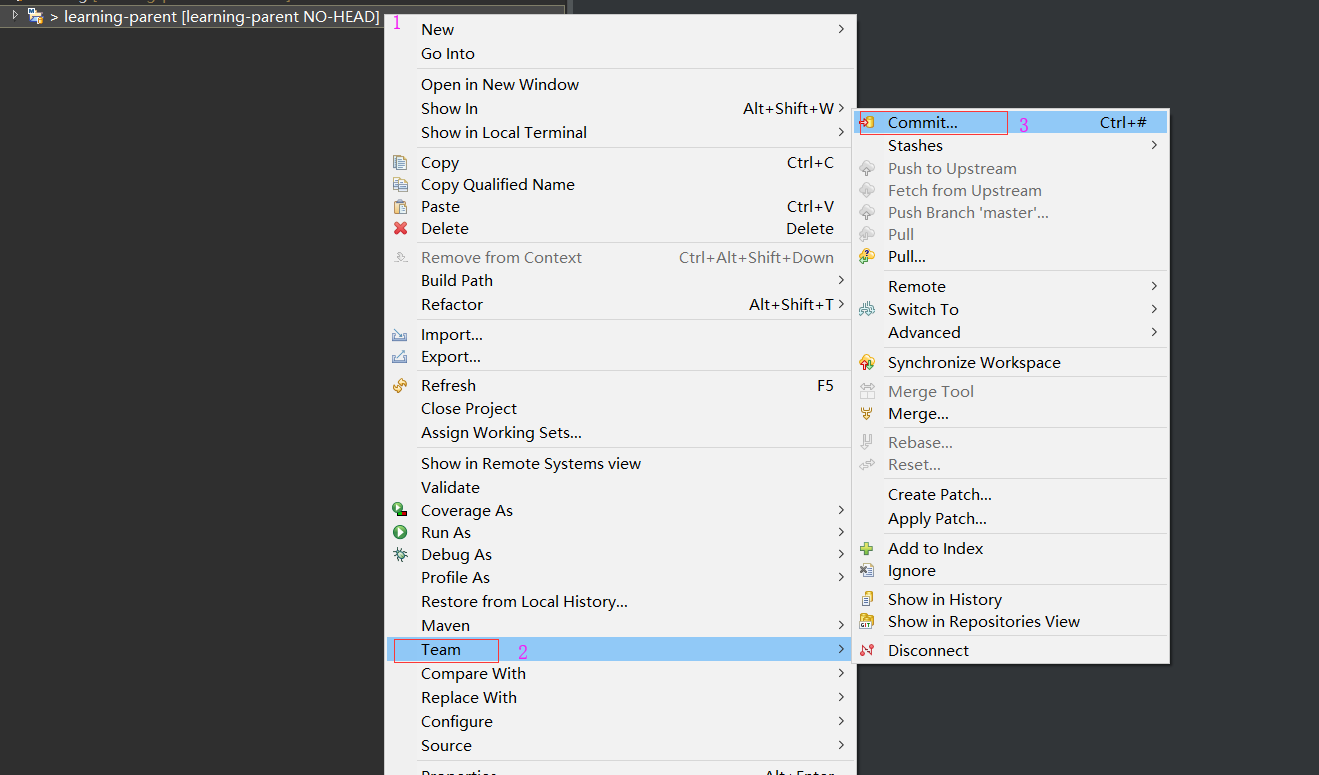 > learning-parent [learning-parent NO-HEAD]
1
New
Go Into
Open in New Window
Show In Alt+Shift+W
Show in Local Terminal
Copy Ctrl+C
Copy Qualified Name
Paste Ctrl+V
Delete Delete
Remove from Context Ctrl+Alt+Shift+Down
Build Path
Refactor Alt+Shift+T
Import...
Export...
Refresh F5
Close Project
Assign Working Sets...
Show in Remote Systems view
Validate
Coverage As
Run As
Debug As
Profile As
Restore from Local History...
Maven
Team 2
Compare With
Replace With
Configure
Source
Properties Alt+Enter
Commit... 3 Ctrl+#
Stashes
Push to Upstream
Fetch from Upstream
Push Branch 'master'...
Pull
Pull...
Remote
Switch To
Advanced
Synchronize Workspace
Merge Tool
Merge...
Rebase...
Reset...
Create Patch...
Apply Patch...
Add to Index
Ignore
Show in History
Show in Repositories View
Disconnect